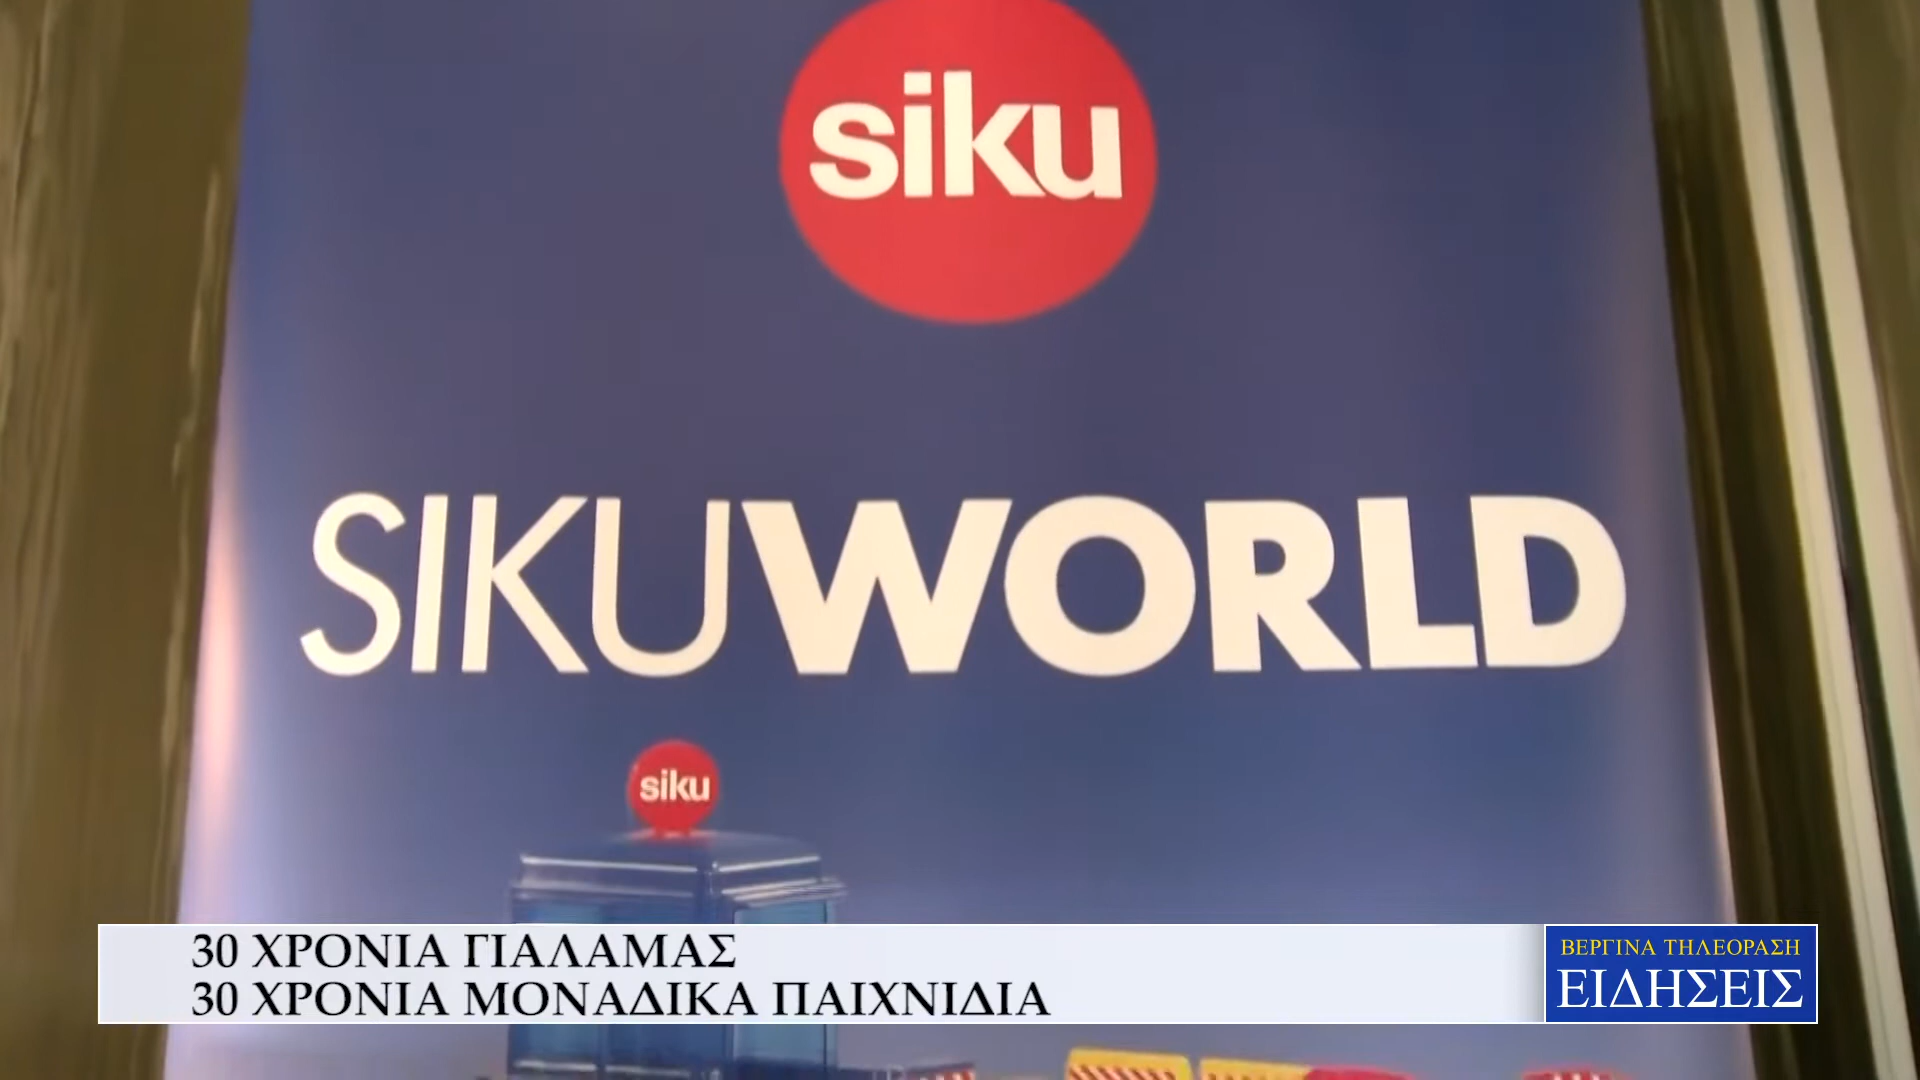 siku
SIKUWORLD
siku
30 ΧΡΟΝΙΑ ΓΙΑΛΑΜΑΣ
30 ΧΡΟΝΙΑ ΜΟΝΑΔΙΚΑ ΠΑΙΧΝΙΔΙΑ
ΒΕΡΓΙΝΑ ΤΗΛΕΟΡΑΣΗ
ΕΙΔΗΣΕΙΣ